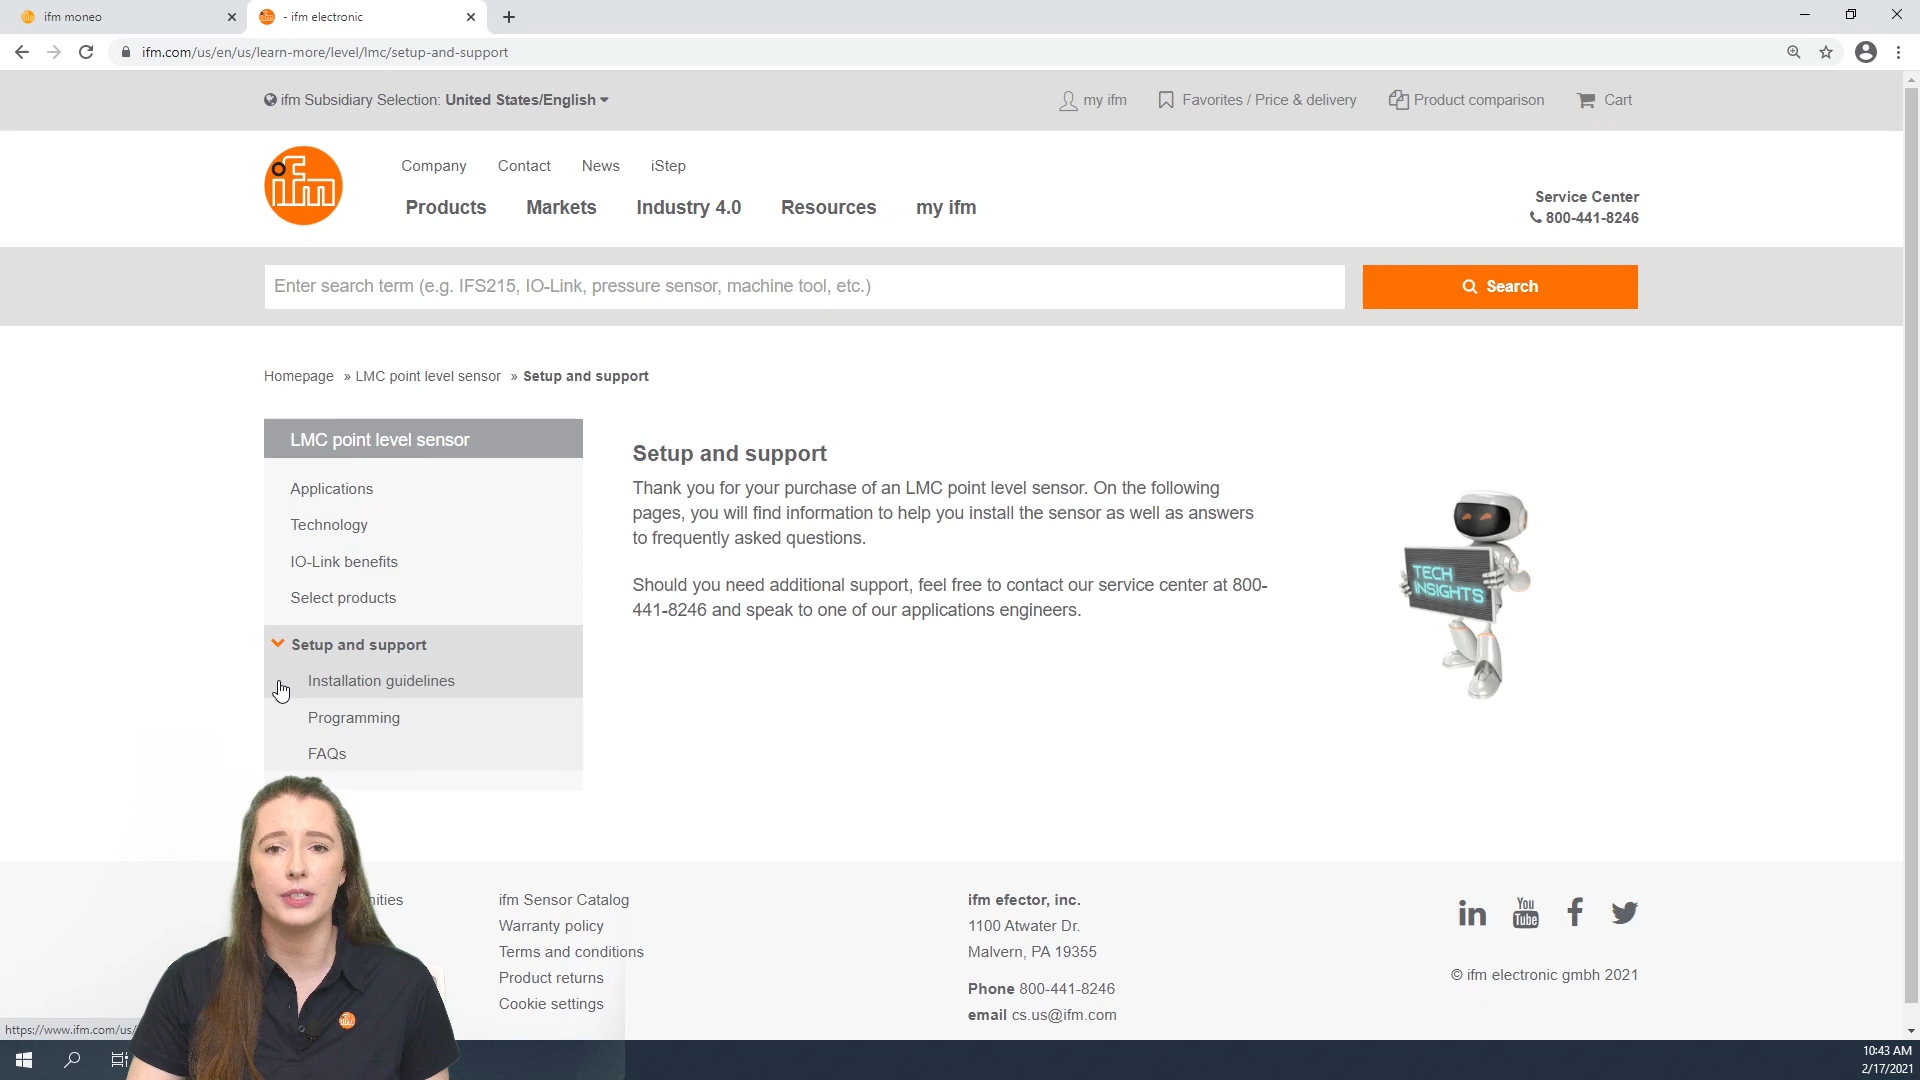 ifm moneo
- ifm electronic
ifm.com/us/en/us/learn-more/level/lmc/setup-and-support
ifm Subsidiary Selection: United States/English
my ifm
Favorites / Price & delivery
Product comparison
Cart
ifm
Company
Contact
News
iStep
Products
Markets
Industry 4.0
Resources
my ifm
Service Center
800-441-8246
Enter search term (e.g. IFS215, IO-Link, pressure sensor, machine tool, etc.)
Search
Homepage » LMC point level sensor » Setup and support
LMC point level sensor
Applications
Technology
IO-Link benefits
Select products
Setup and support
Installation guidelines
Programming
FAQs
Setup and support
Thank you for your purchase of an LMC point level sensor. On the following
pages, you will find information to help you install the sensor as well as answers
to frequently asked questions.
Should you need additional support, feel free to contact our service center at 800-
441-8246 and speak to one of our applications engineers.
TECH
INSIGHTS
ifm Sensor Catalog
Warranty policy
Terms and conditions
Product returns
Cookie settings
ifm efector, inc.
1100 Atwater Dr.
Malvern, PA 19355
Phone 800-441-8246
email cs.us@ifm.com
in
You
Tube
f
© ifm electronic gmbh 2021
https://www.ifm.com/us/
10:43 AM
2/17/2021